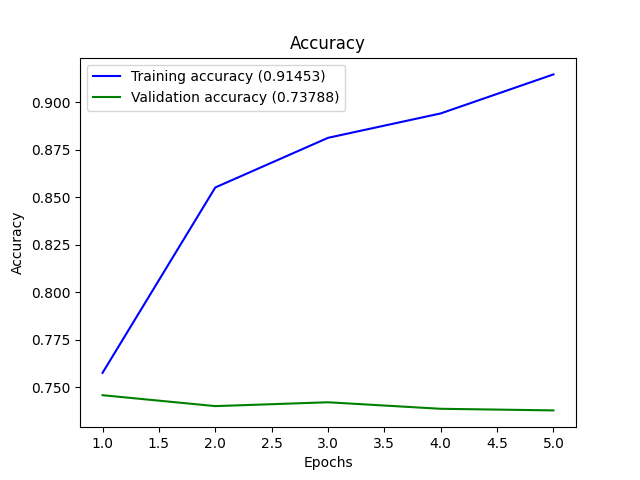 Accuracy
Training accuracy (0.91453)
Validation accuracy (0.73788)
0.900
0.875
0.850
0.825
0.800
0.775
0.750
Accuracy
1.0 1.5 2.0 2.5 3.0 3.5 4.0 4.5 5.0
Epochs